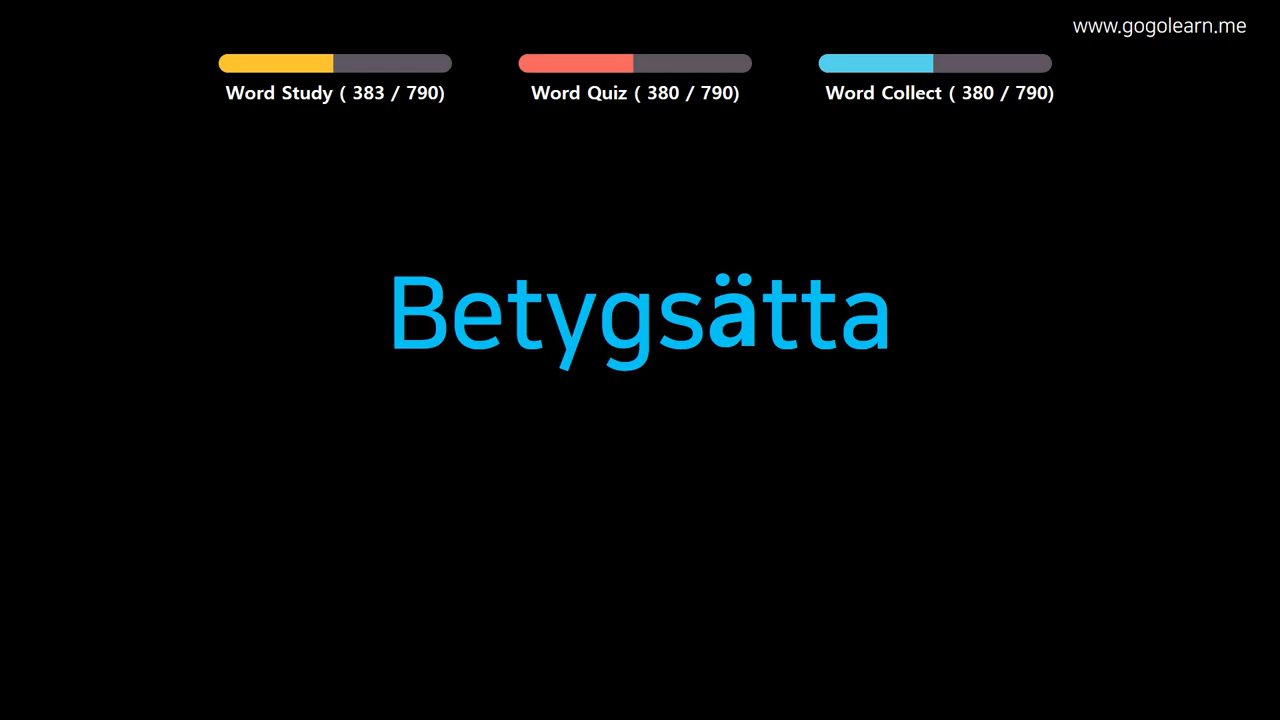 www.gogolearn.me
Word Study ( 383 / 790)
Word Quiz ( 380 / 790)
Word Collect ( 380 / 790)
Betygsätta